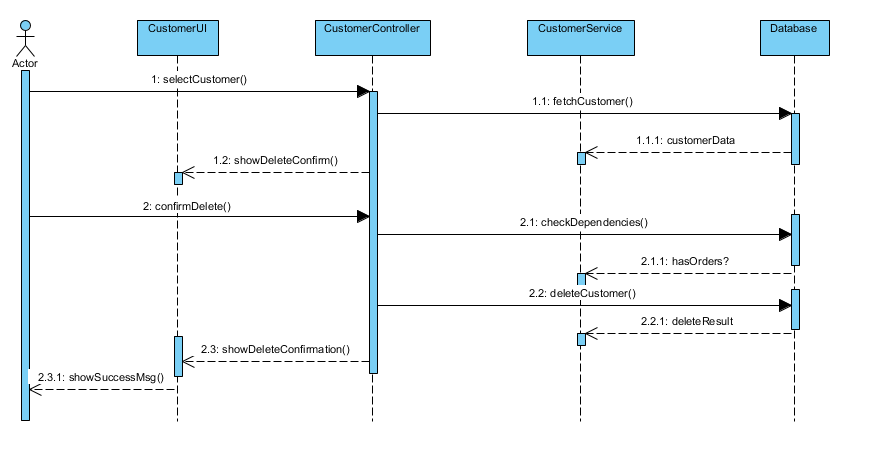 CustomerUI
CustomerController
CustomerService
Database
Actor
1: selectCustomer()
1.1: fetchCustomer()
1.1.1: customerData
1.2: showDeleteConfirm()
2: confirmDelete()
2.1: checkDependencies()
2.1.1: hasOrders?
2.2: deleteCustomer()
2.2.1: deleteResult
2.3: showDeleteConfirmation()
2.3.1: showSuccessMsg()